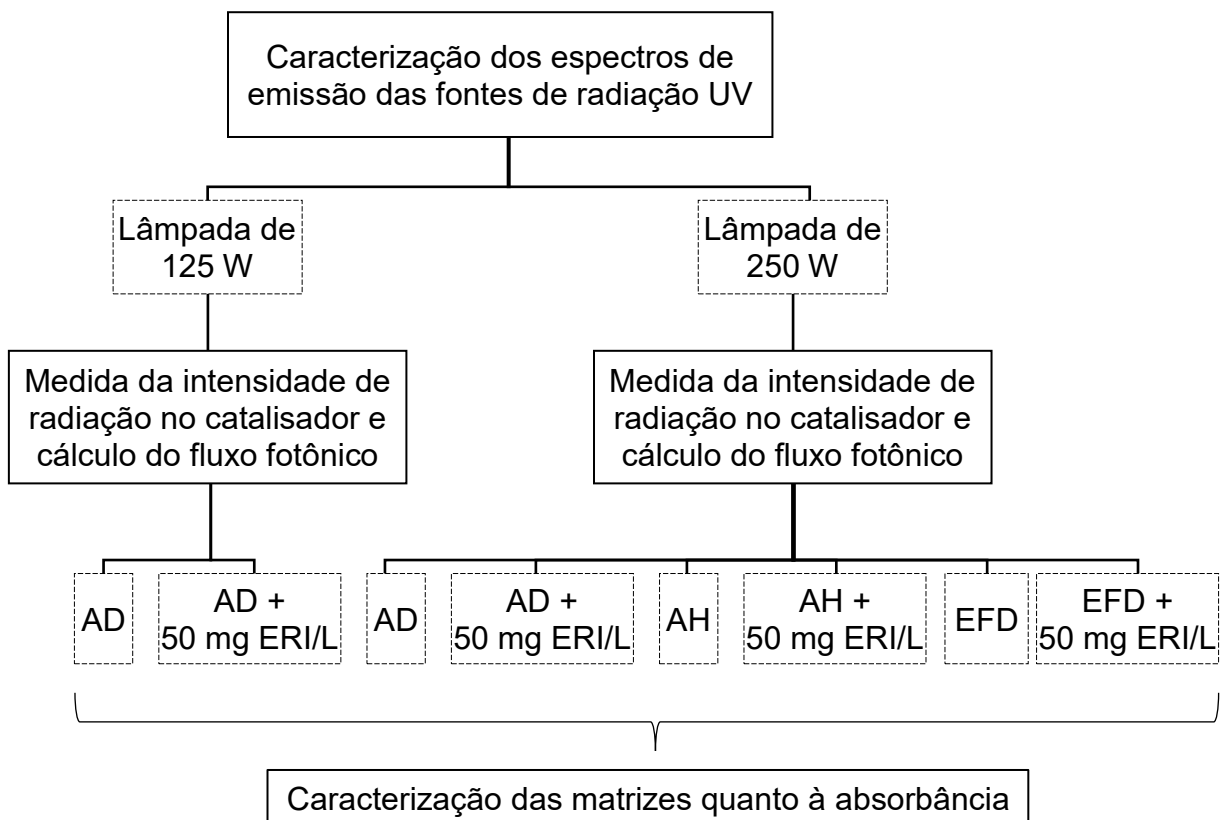 Caracterização dos espectros de
emissão das fontes de radiação UV
Lâmpada de
125 W
Lâmpada de
250 W
Medida da intensidade de
radiação no catalisador e
cálculo do fluxo fotônico
Medida da intensidade de
radiação no catalisador e
cálculo do fluxo fotônico
AD
AD +
50 mg ERI/L
AD
AD +
50 mg ERI/L
AH
AH +
50 mg ERI/L
EFD
EFD +
50 mg ERI/L
Caracterização das matrizes quanto à absorbância